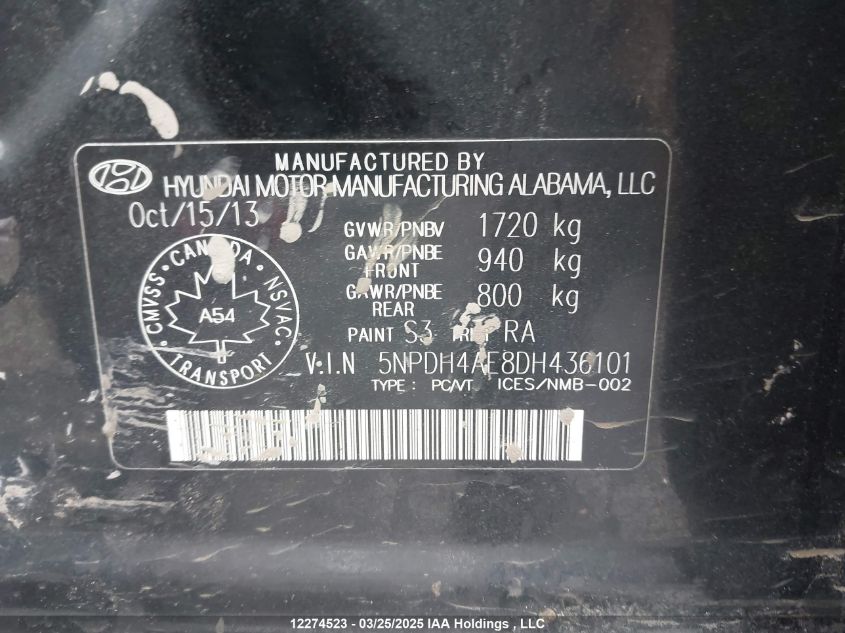 MANUFACTURED BY
HYUNDAI MOTOR MANUFACTURING ALABAMA, LLC
Oct/15/13
GVWR/PNBV 1720 kg
GAWR/PNBE FRONT 940 kg
GAWR/PNBE REAR 800 kg
CMVSS • CANADA • NSVAC • TRANSPORT •
A54
PAINT S3 TRIM RA
V.I.N 5NPDH4AE8DH436101
TYPE : PC/VT ICES/NMB-002
12274523 - 03/25/2025 IAA Holdings , LLC